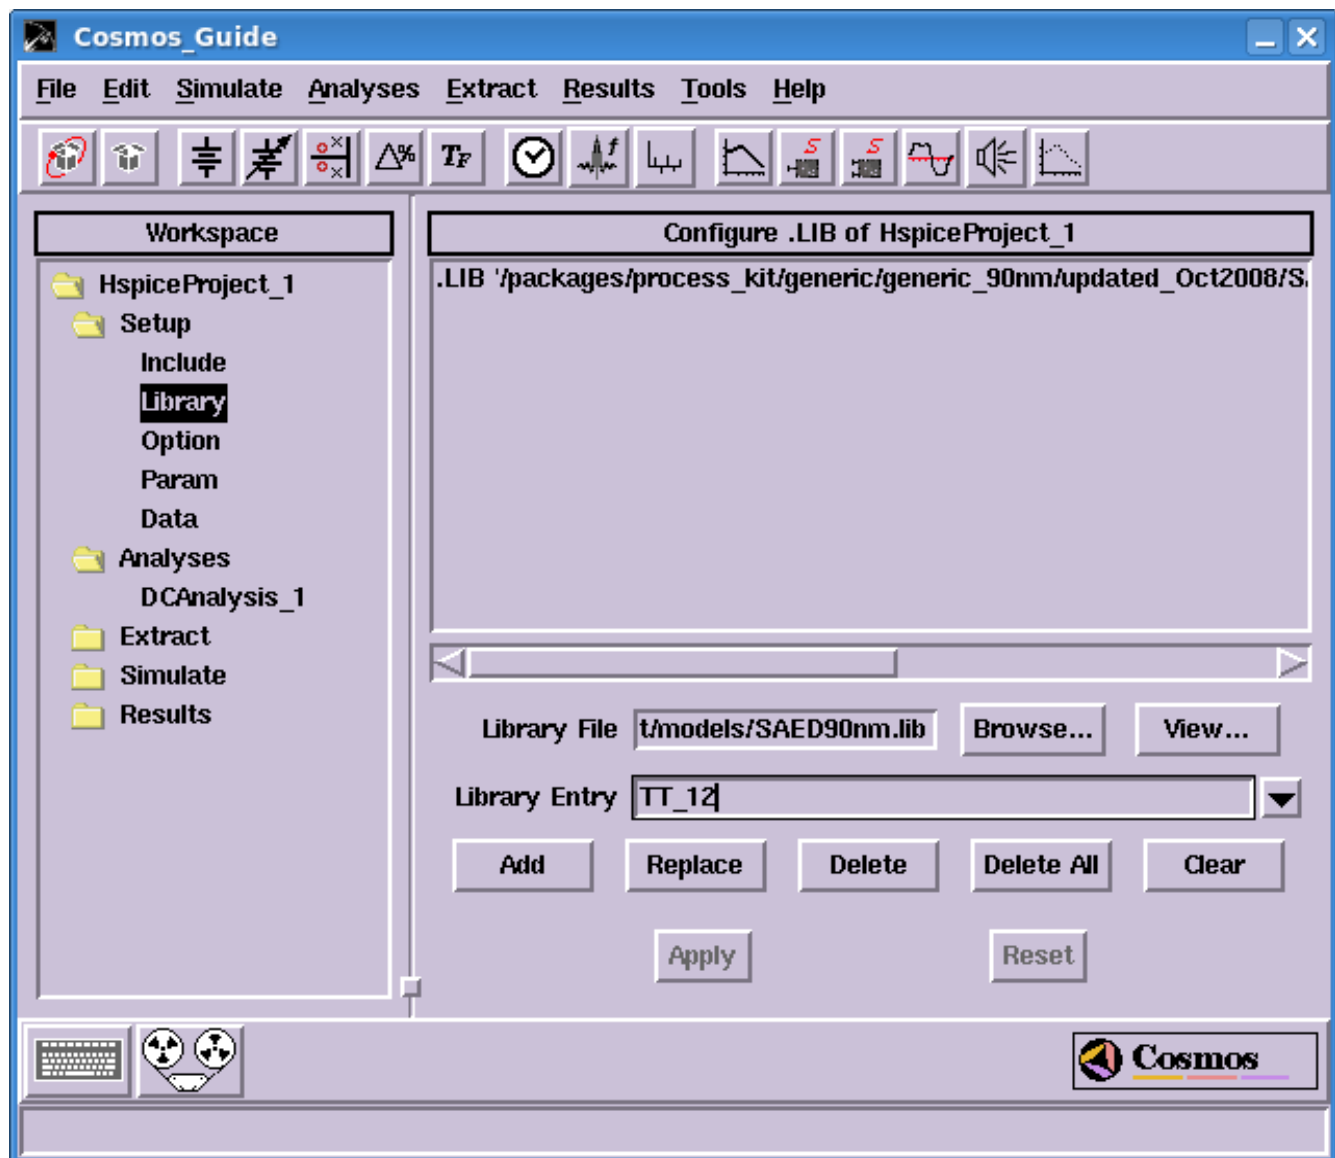 Cosmos_Guide
File Edit Simulate Analyses Extract Results Tools Help
Δ% TF f S S
Workspace
HspiceProject_1
Setup
Include
Library
Option
Param
Data
Analyses
DCAnalysis_1
Extract
Simulate
Results
Configure .LIB of HspiceProject_1
.LIB '/packages/process_kit/generic/generic_90nm/updated_Oct2008/S
Library File t/models/SAED90nm.lib Browse... View...
Library Entry TT_12
Add Replace Delete Delete All Clear
Apply Reset
Cosmos